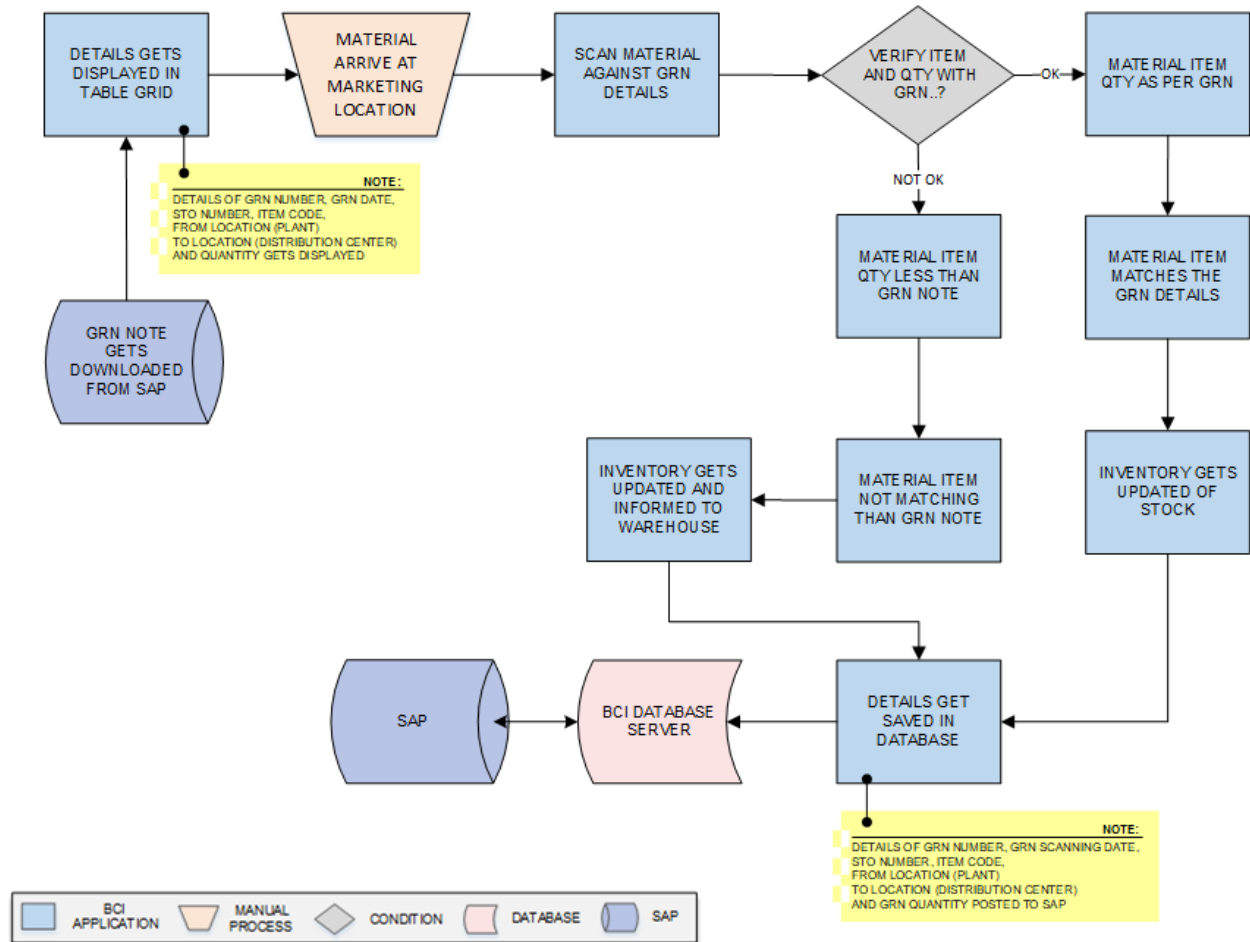 DETAILS GETS
DISPLAYED IN
TABLE GRID
MATERIAL
ARRIVE AT
MARKETING
LOCATION
SCAN MATERIAL
AGAINST GRN
DETAILS
VERIFY ITEM
AND QTY WITH
GRN..?
OK
MATERIAL ITEM
QTY AS PER GRN
NOT OK
NOTE:
DETAILS OF GRN NUMBER, GRN DATE,
STO NUMBER, ITEM CODE,
FROM LOCATION (PLANT)
TO LOCATION (DISTRIBUTION CENTER)
AND QUANTITY GETS DISPLAYED
MATERIAL ITEM
QTY LESS THAN
GRN NOTE
MATERIAL ITEM
MATCHES THE
GRN DETAILS
GRN NOTE
GETS
DOWNLOADED
FROM SAP
INVENTORY GETS
UPDATED AND
INFORMED TO
WAREHOUSE
MATERIAL ITEM
NOT MATCHING
THAN GRN NOTE
INVENTORY GETS
UPDATED OF
STOCK
SAP
BCI DATABASE
SERVER
DETAILS GET
SAVED IN
DATABASE
NOTE:
DETAILS OF GRN NUMBER, GRN SCANNING DATE,
STO NUMBER, ITEM CODE,
FROM LOCATION (PLANT)
TO LOCATION (DISTRIBUTION CENTER)
AND GRN QUANTITY POSTED TO SAP
BCI
APPLICATION
MANUAL
PROCESS
CONDITION
DATABASE
SAP